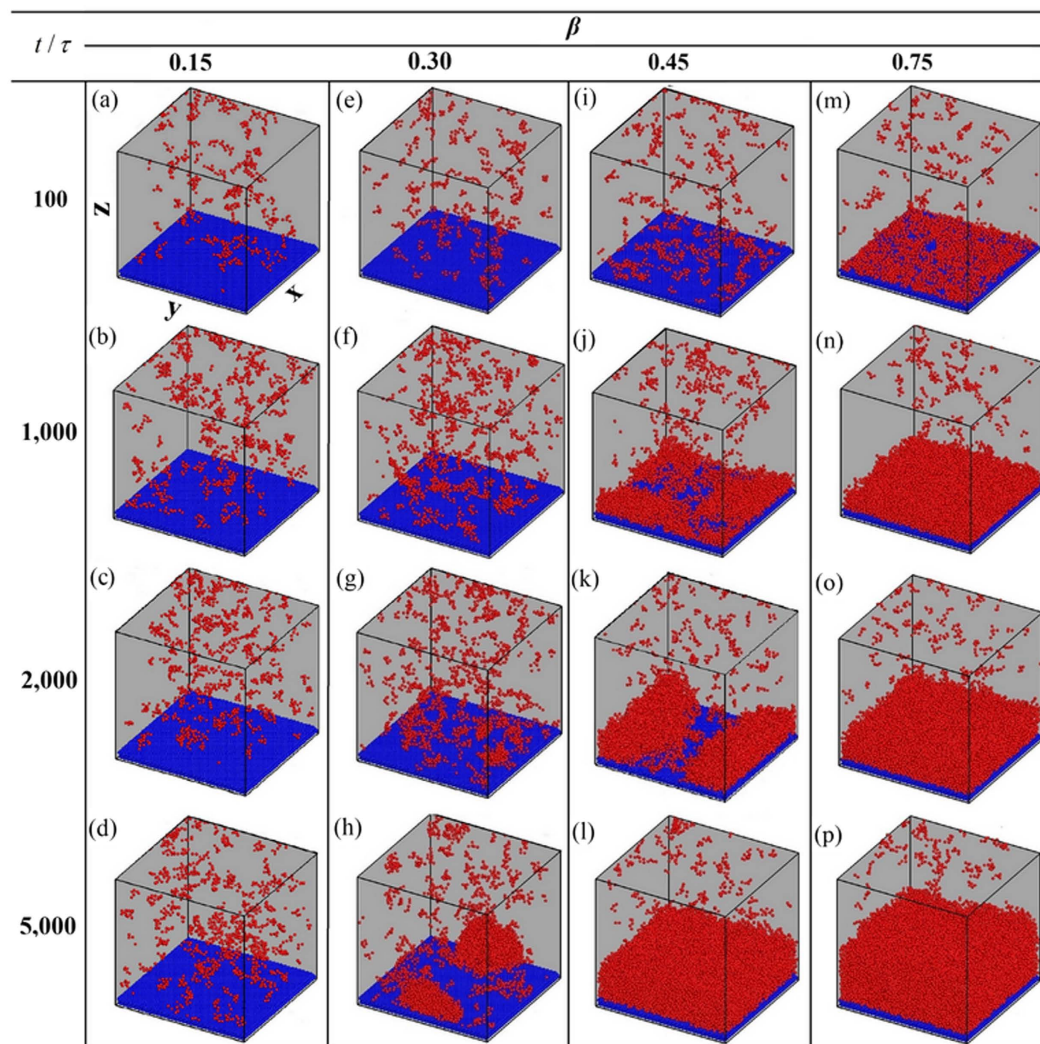 β
t / τ
0.15 0.30 0.45 0.75
(a) (e) (i) (m)
100
z
y x
(b) (f) (j) (n)
1,000
(c) (g) (k) (o)
2,000
(d) (h) (l) (p)
5,000